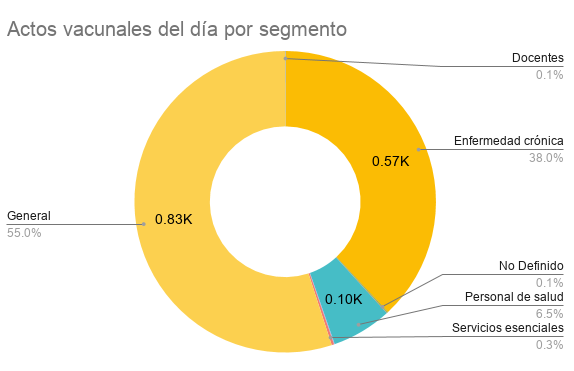 Actos vacunales del día por segmento
Docentes
0.1%
Enfermedad crónica
38.0%
0.57K
General
55.0%
0.83K
No Definido
0.1%
0.10K
Personal de salud
6.5%
Servicios esenciales
0.3%